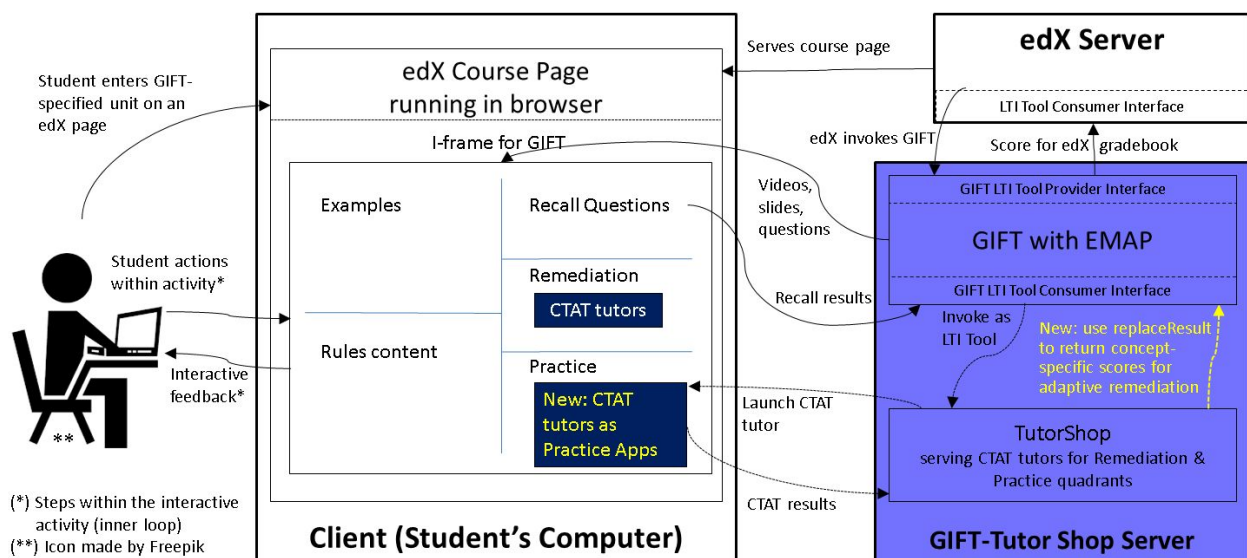 Student enters GIFT-
specified unit on an
edX page
Student actions
within activity*
Interactive
feedback*
**
(*) Steps within the interactive
activity (inner loop)
(**) Icon made by Freepik
edX Course Page
running in browser
I-frame for GIFT
Examples
Rules content
Recall Questions
Remediation
CTAT tutors
Practice
New: CTAT
tutors as
Practice Apps
Client (Student's Computer)
Serves course page
edX invokes GIFT
Score for edX gradebook
Videos,
slides,
questions
Recall results
Launch CTAT
tutor
CTAT results
edX Server
LTI Tool Consumer Interface
GIFT LTI Tool Provider Interface
GIFT with EMAP
GIFT LTI Tool Consumer Interface
Invoke as
LTI Tool
New: use replaceResult
to return concept-
specific scores for
adaptive remediation
TutorShop
serving CTAT tutors for Remediation &
Practice quadrants
GIFT-Tutor Shop Server